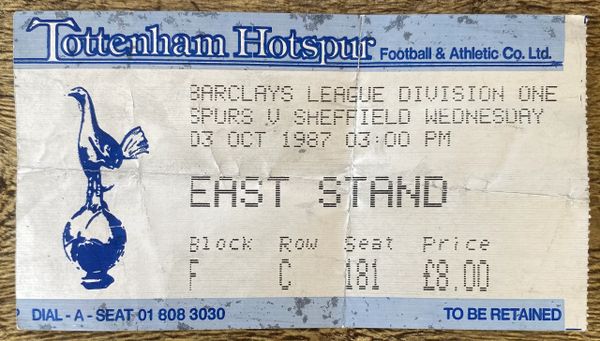 Tottenham Hotspur Football & Athletic Co. Ltd.
BARCLAYS LEAGUE DIVISION ONE
SPURS V SHEFFIELD WEDNESDAY
03 OCT 1987 03:00 PM
EAST STAND
Block Row Seat Price
F C 181 £8.00
DIAL - A - SEAT 01 808 3030 TO BE RETAINED